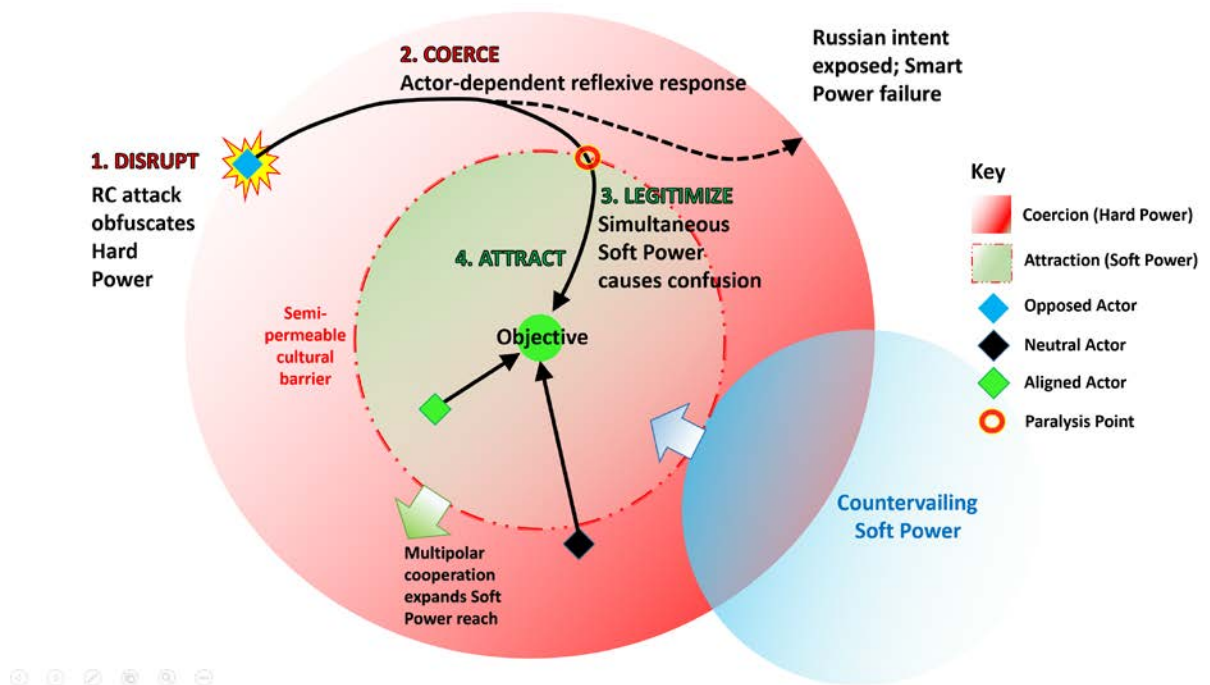 2. COERCE
Actor-dependent reflexive response
Russian intent
exposed; Smart
Power failure
1. DISRUPT
RC attack
obfuscates
Hard
Power
3. LEGITIMIZE
Simultaneous
Soft Power
causes confusion
4. ATTRACT
Semi-
permeable
cultural
barrier
Objective
Multipolar
cooperation
expands Soft
Power reach
Countervailing
Soft Power
Key
Coercion (Hard Power)
Attraction (Soft Power)
Opposed Actor
Neutral Actor
Aligned Actor
Paralysis Point